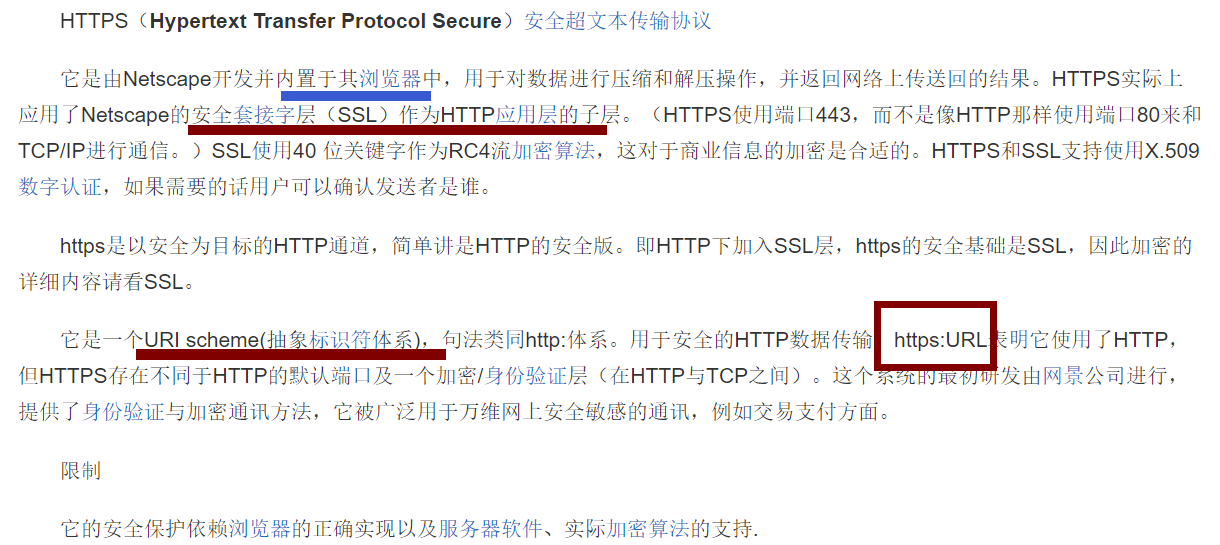 HTTPS（Hypertext Transfer Protocol Secure）安全超文本传输协议
它是由Netscape开发并内置于其浏览器中，用于对数据进行压缩和解压操作，并返回网络上传送回的结果。HTTPS实际上
应用了Netscape的安全套接字层（SSL）作为HTTP应用层的子层。（HTTPS使用端口443，而不是像HTTP那样使用端口80来和
TCP/IP进行通信。）SSL使用40 位关键字作为RC4流加密算法，这对于商业信息的加密是合适的。HTTPS和SSL支持使用X.509
数字认证，如果需要的话用户可以确认发送者是谁。
https是以安全为目标的HTTP通道，简单讲是HTTP的安全版。即HTTP下加入SSL层，https的安全基础是SSL，因此加密的
详细内容请看SSL。
它是一个URI scheme(抽象标识符体系)，句法类同http:体系。用于安全的HTTP数据传输 https:URL表明它使用了HTTP，
但HTTPS存在不同于HTTP的默认端口及一个加密/身份验证层（在HTTP与TCP之间）。这个系统的最初研发由网景公司进行，
提供了身份验证与加密通讯方法，它被广泛用于万维网上安全敏感的通讯，例如交易支付方面。
限制
它的安全保护依赖浏览器的正确实现以及服务器软件、实际加密算法的支持.